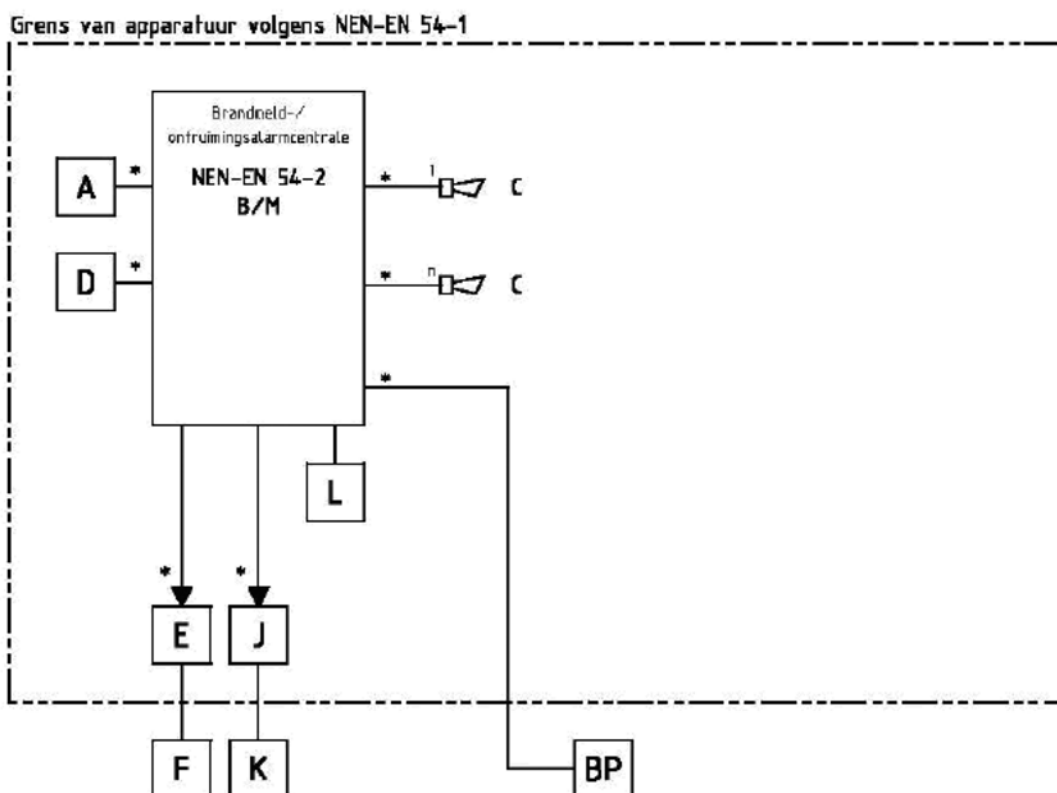 Grens van apparatuur volgens NEN-EN 54-1
Brandmeld-/
ontruimingsalarmcentrale
NEN-EN 54-2
B/M
A
*
* 1 C
D
*
* n C
*
L
* *
E J
F K BP